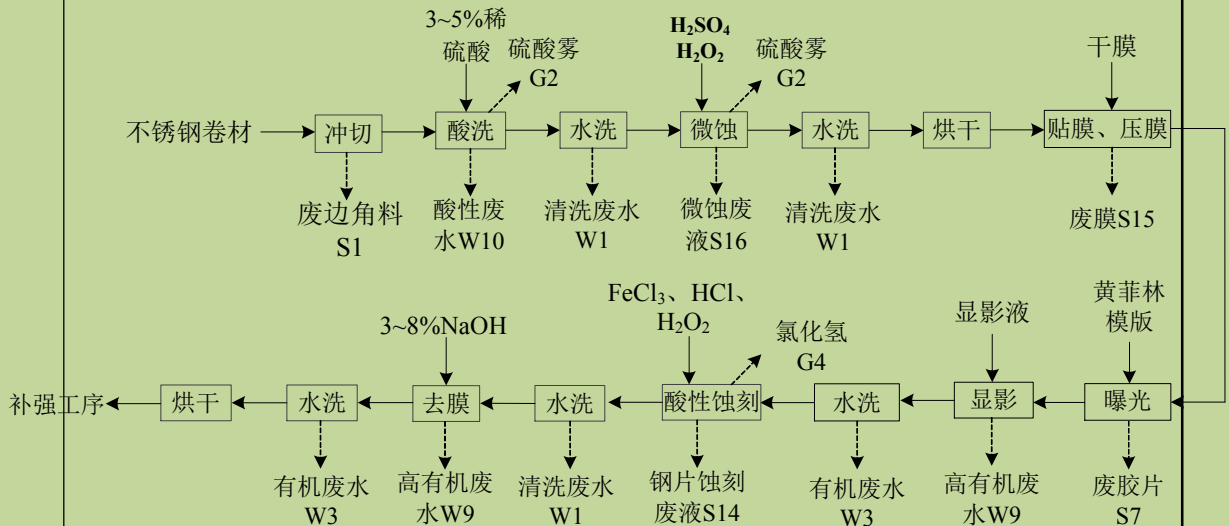 3~5%稀
硫酸
硫酸雾
G2
H₂SO₄
H₂O₂
硫酸雾
G2
干膜
不锈钢卷材
冲切
酸洗
水洗
微蚀
水洗
烘干
贴膜、压膜
废边角料
S1
酸性废
水W10
清洗废水
W1
微蚀废
液S16
清洗废水
W1
废膜S15
3~8%NaOH
FeCl₃、HCl、
H₂O₂
氯化氢
G4
显影液
黄菲林
模版
补强工序
烘干
水洗
去膜
水洗
酸性蚀刻
水洗
显影
曝光
有机废水
W3
高有机废
水W9
清洗废水
W1
钢片蚀刻
废液S14
有机废水
W3
高有机废
水W9
废胶片
S7